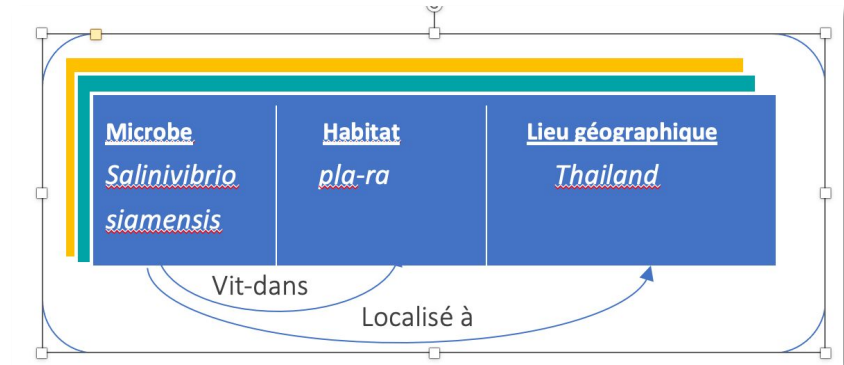 Microbe Habitat Lieu géographique
Salinivibrio pla-ra Thailand
siamensis
Vit-dans
Localisé à